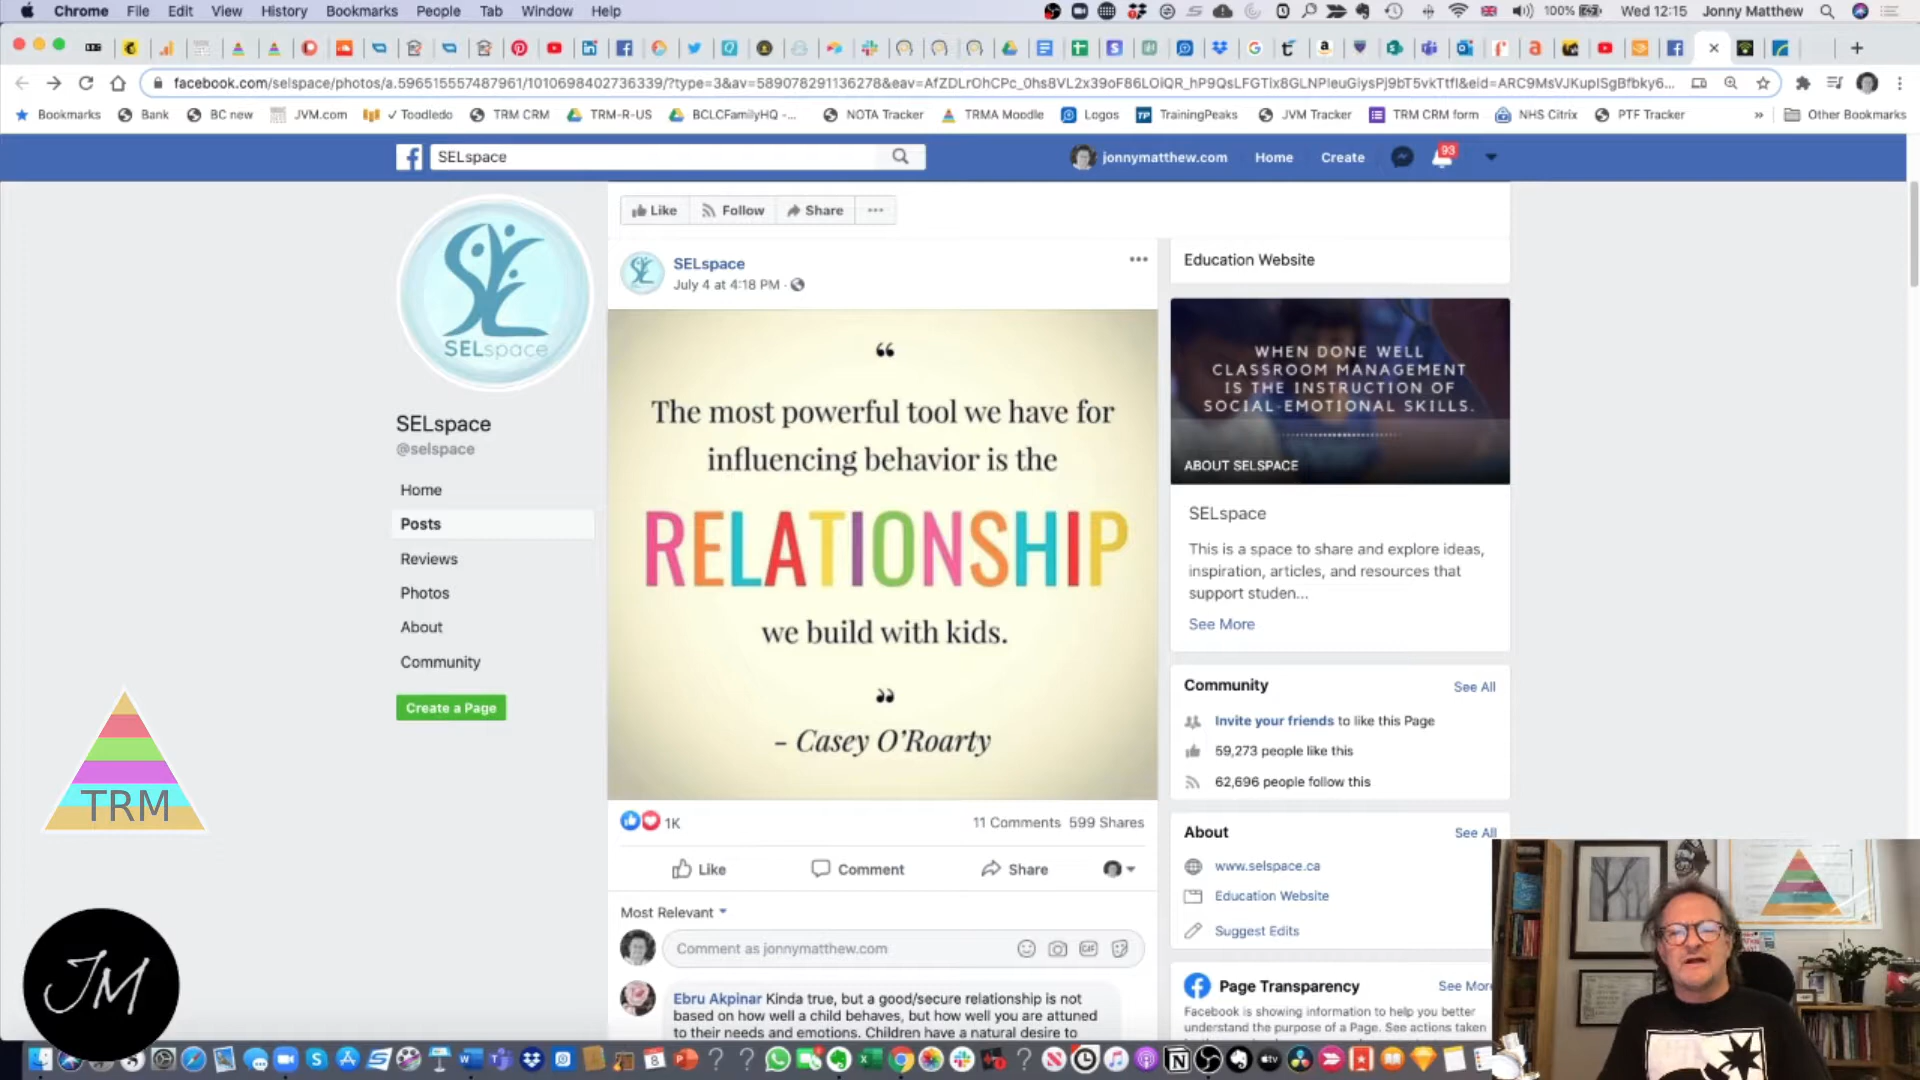 Chrome File Edit View History Bookmarks People Tab Window Help
100% Wed 12:15 Jonny Matthew
facebook.com/selspace/photos/a.596515557487961/1010698402736339/?type=3&av=589078291136278&eav=
Bookmarks Bank BC new JVM.com ✓ Toodledo TRM CRM TRM-R-US BCLCFamilyHQ -... NOTA Tracker TRMA Moodle Logos TrainingPeaks JVM Tracker TRM CRM form NHS Citrix PTF Tracker » Other Bookmarks
SELspace
jonnymatthew.com Home Create 93
Like Follow Share ...
SELspace
SELspace
July 4 at 4:18 PM ·
Education Website
“
The most powerful tool we have for
influencing behavior is the
RELATIONSHIP
we build with kids.
”
- Casey O'Roarty
WHEN DONE WELL
CLASSROOM MANAGEMENT
IS THE INSTRUCTION OF
SOCIAL-EMOTIONAL SKILLS.
ABOUT SELSPACE
SELspace
@selspace
Home
Posts
Reviews
Photos
About
Community
Create a Page
SELspace
This is a space to share and explore ideas,
inspiration, articles, and resources that
support studen...
See More
Community See All
Invite your friends to like this Page
59,273 people like this
62,696 people follow this
1K 11 Comments 599 Shares
Like Comment Share
About See All
www.selspace.ca
Education Website
Suggest Edits
Most Relevant
Comment as jonnymatthew.com
GIF
Ebru Akpinar Kinda true, but a good/secure relationship is not
based on how well a child behaves, but how well you are attuned
to their needs and emotions. Children have a natural desire to
Page Transparency See More
Facebook is showing information to help you better
understand the purpose of a Page. See actions taken
TRM
JM